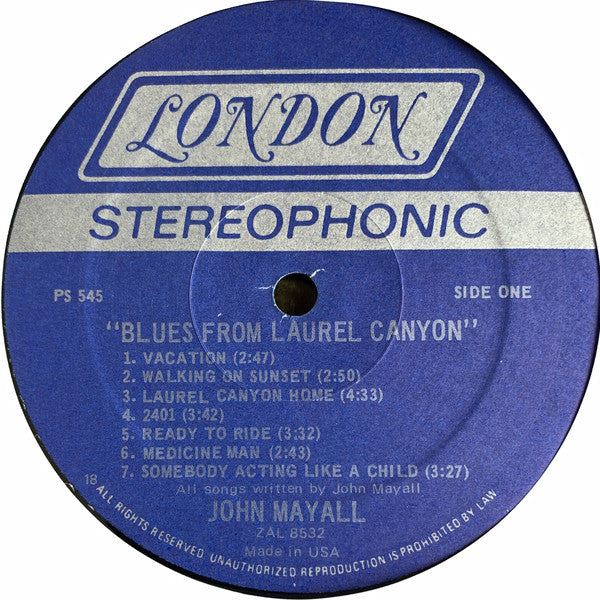 LONDON
STEREOPHONIC
PS 545
SIDE ONE
"BLUES FROM LAUREL CANYON"
1. VACATION (2:47)
2. WALKING ON SUNSET (2:50)
3. LAUREL CANYON HOME (4:33)
4. 2401 (3:42)
5. READY TO RIDE (3:32)
6. MEDICINE MAN (2:43)
7. SOMEBODY ACTING LIKE A CHILD (3:27)
All songs written by John Mayall
JOHN MAYALL
ZAL 8532
Made in USA
18
ALL RIGHTS RESERVED UNAUTHORIZED REPRODUCTION IS PROHIBITED BY LAW